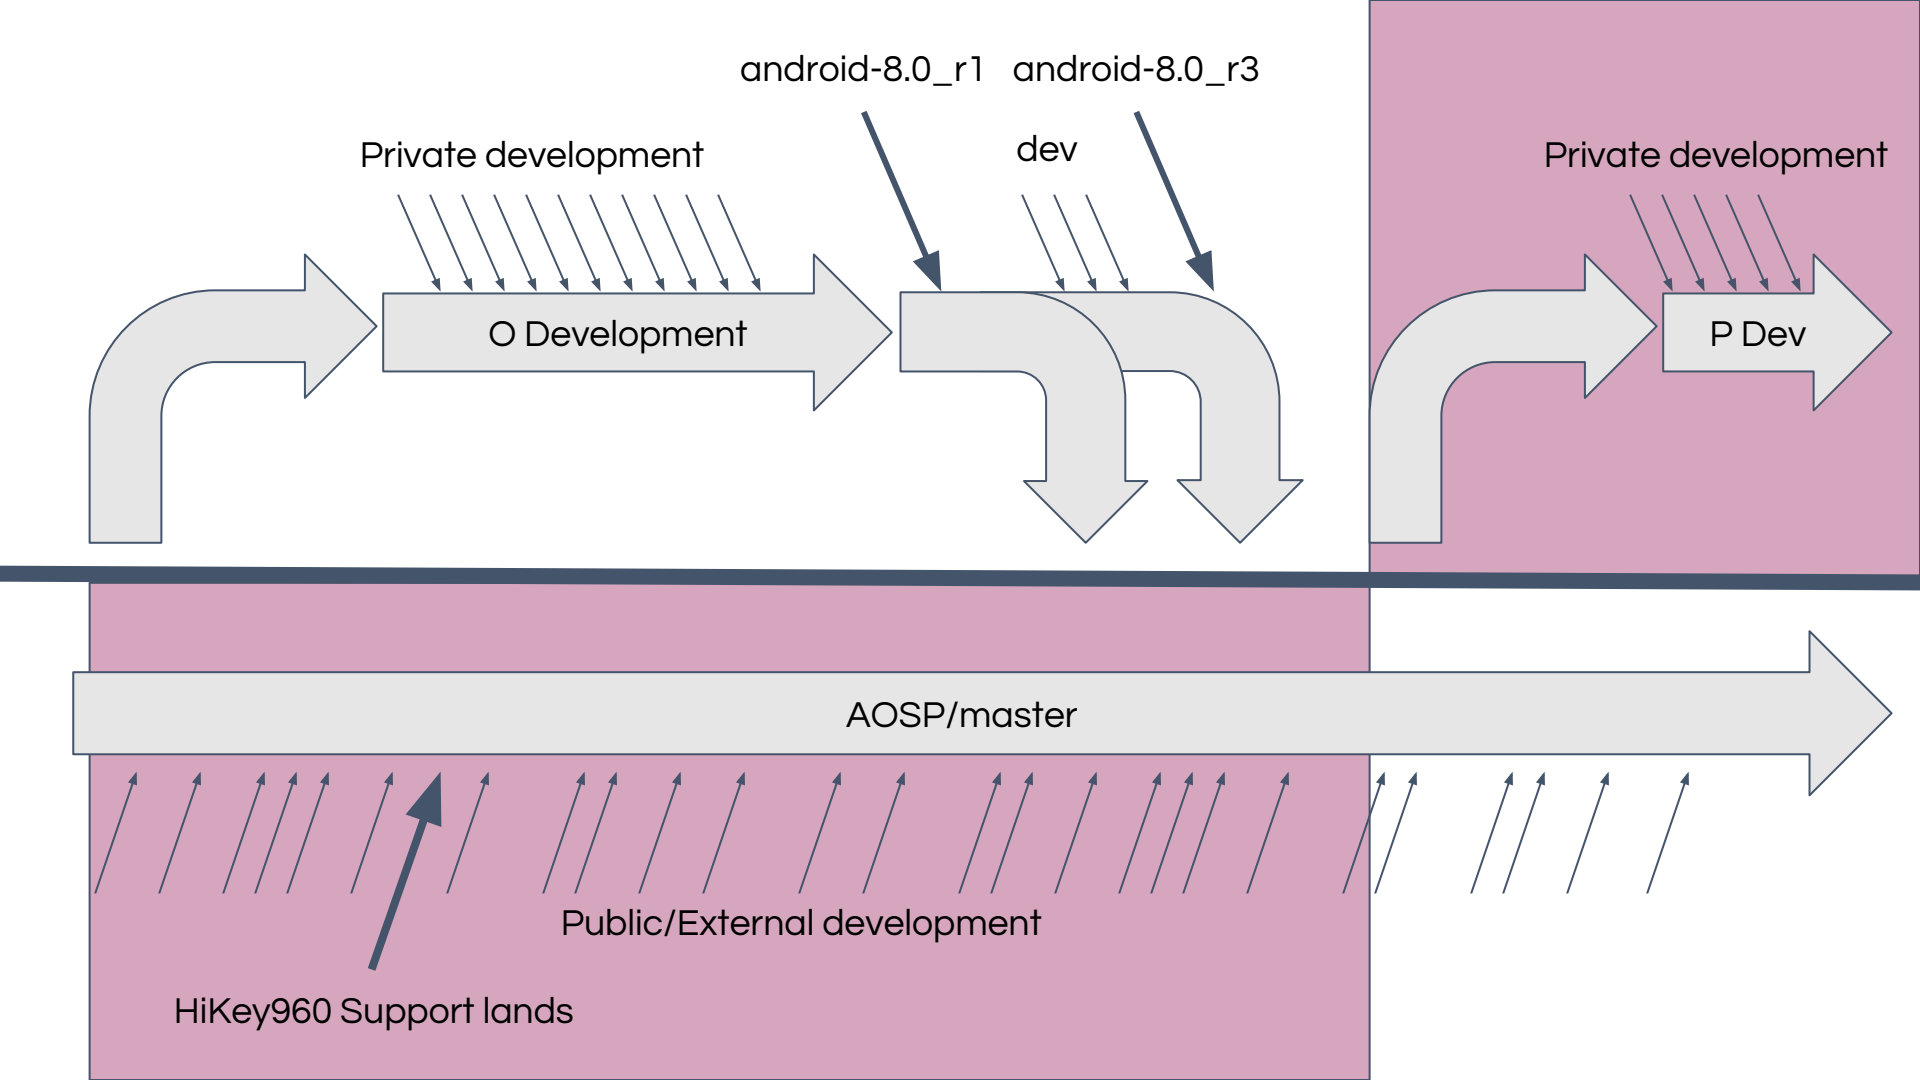 android-8.0_r1
android-8.0_r3
dev
Private development
Private development
O Development
P Dev
AOSP/master
Public/External development
HiKey960 Support lands